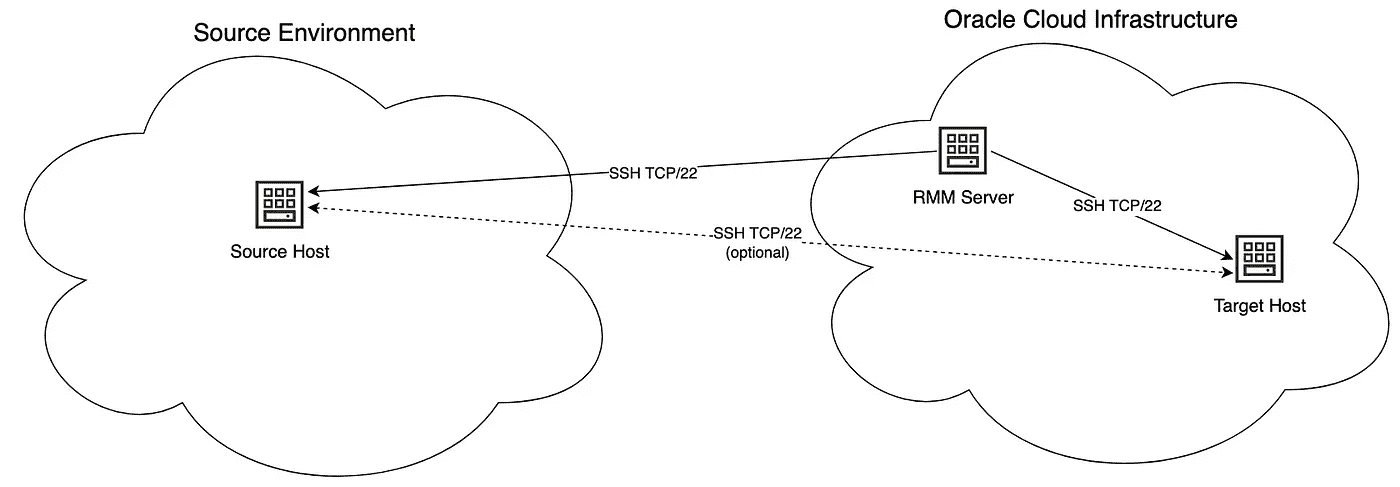 Source Environment
Oracle Cloud Infrastructure
SSH TCP/22
RMM Server
SSH TCP/22
Source Host
SSH TCP/22
(optional)
Target Host